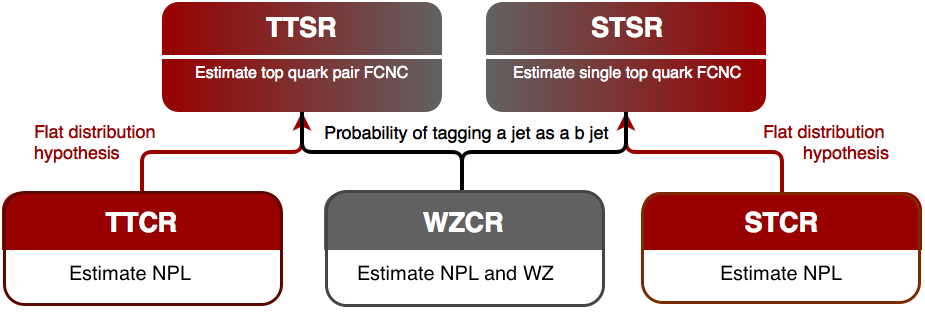 TTSR
Estimate top quark pair FCNC
STSR
Estimate single top quark FCNC
Flat distribution
hypothesis
Probability of tagging a jet as a b jet
Flat distribution
hypothesis
TTCR
Estimate NPL
WZCR
Estimate NPL and WZ
STCR
Estimate NPL